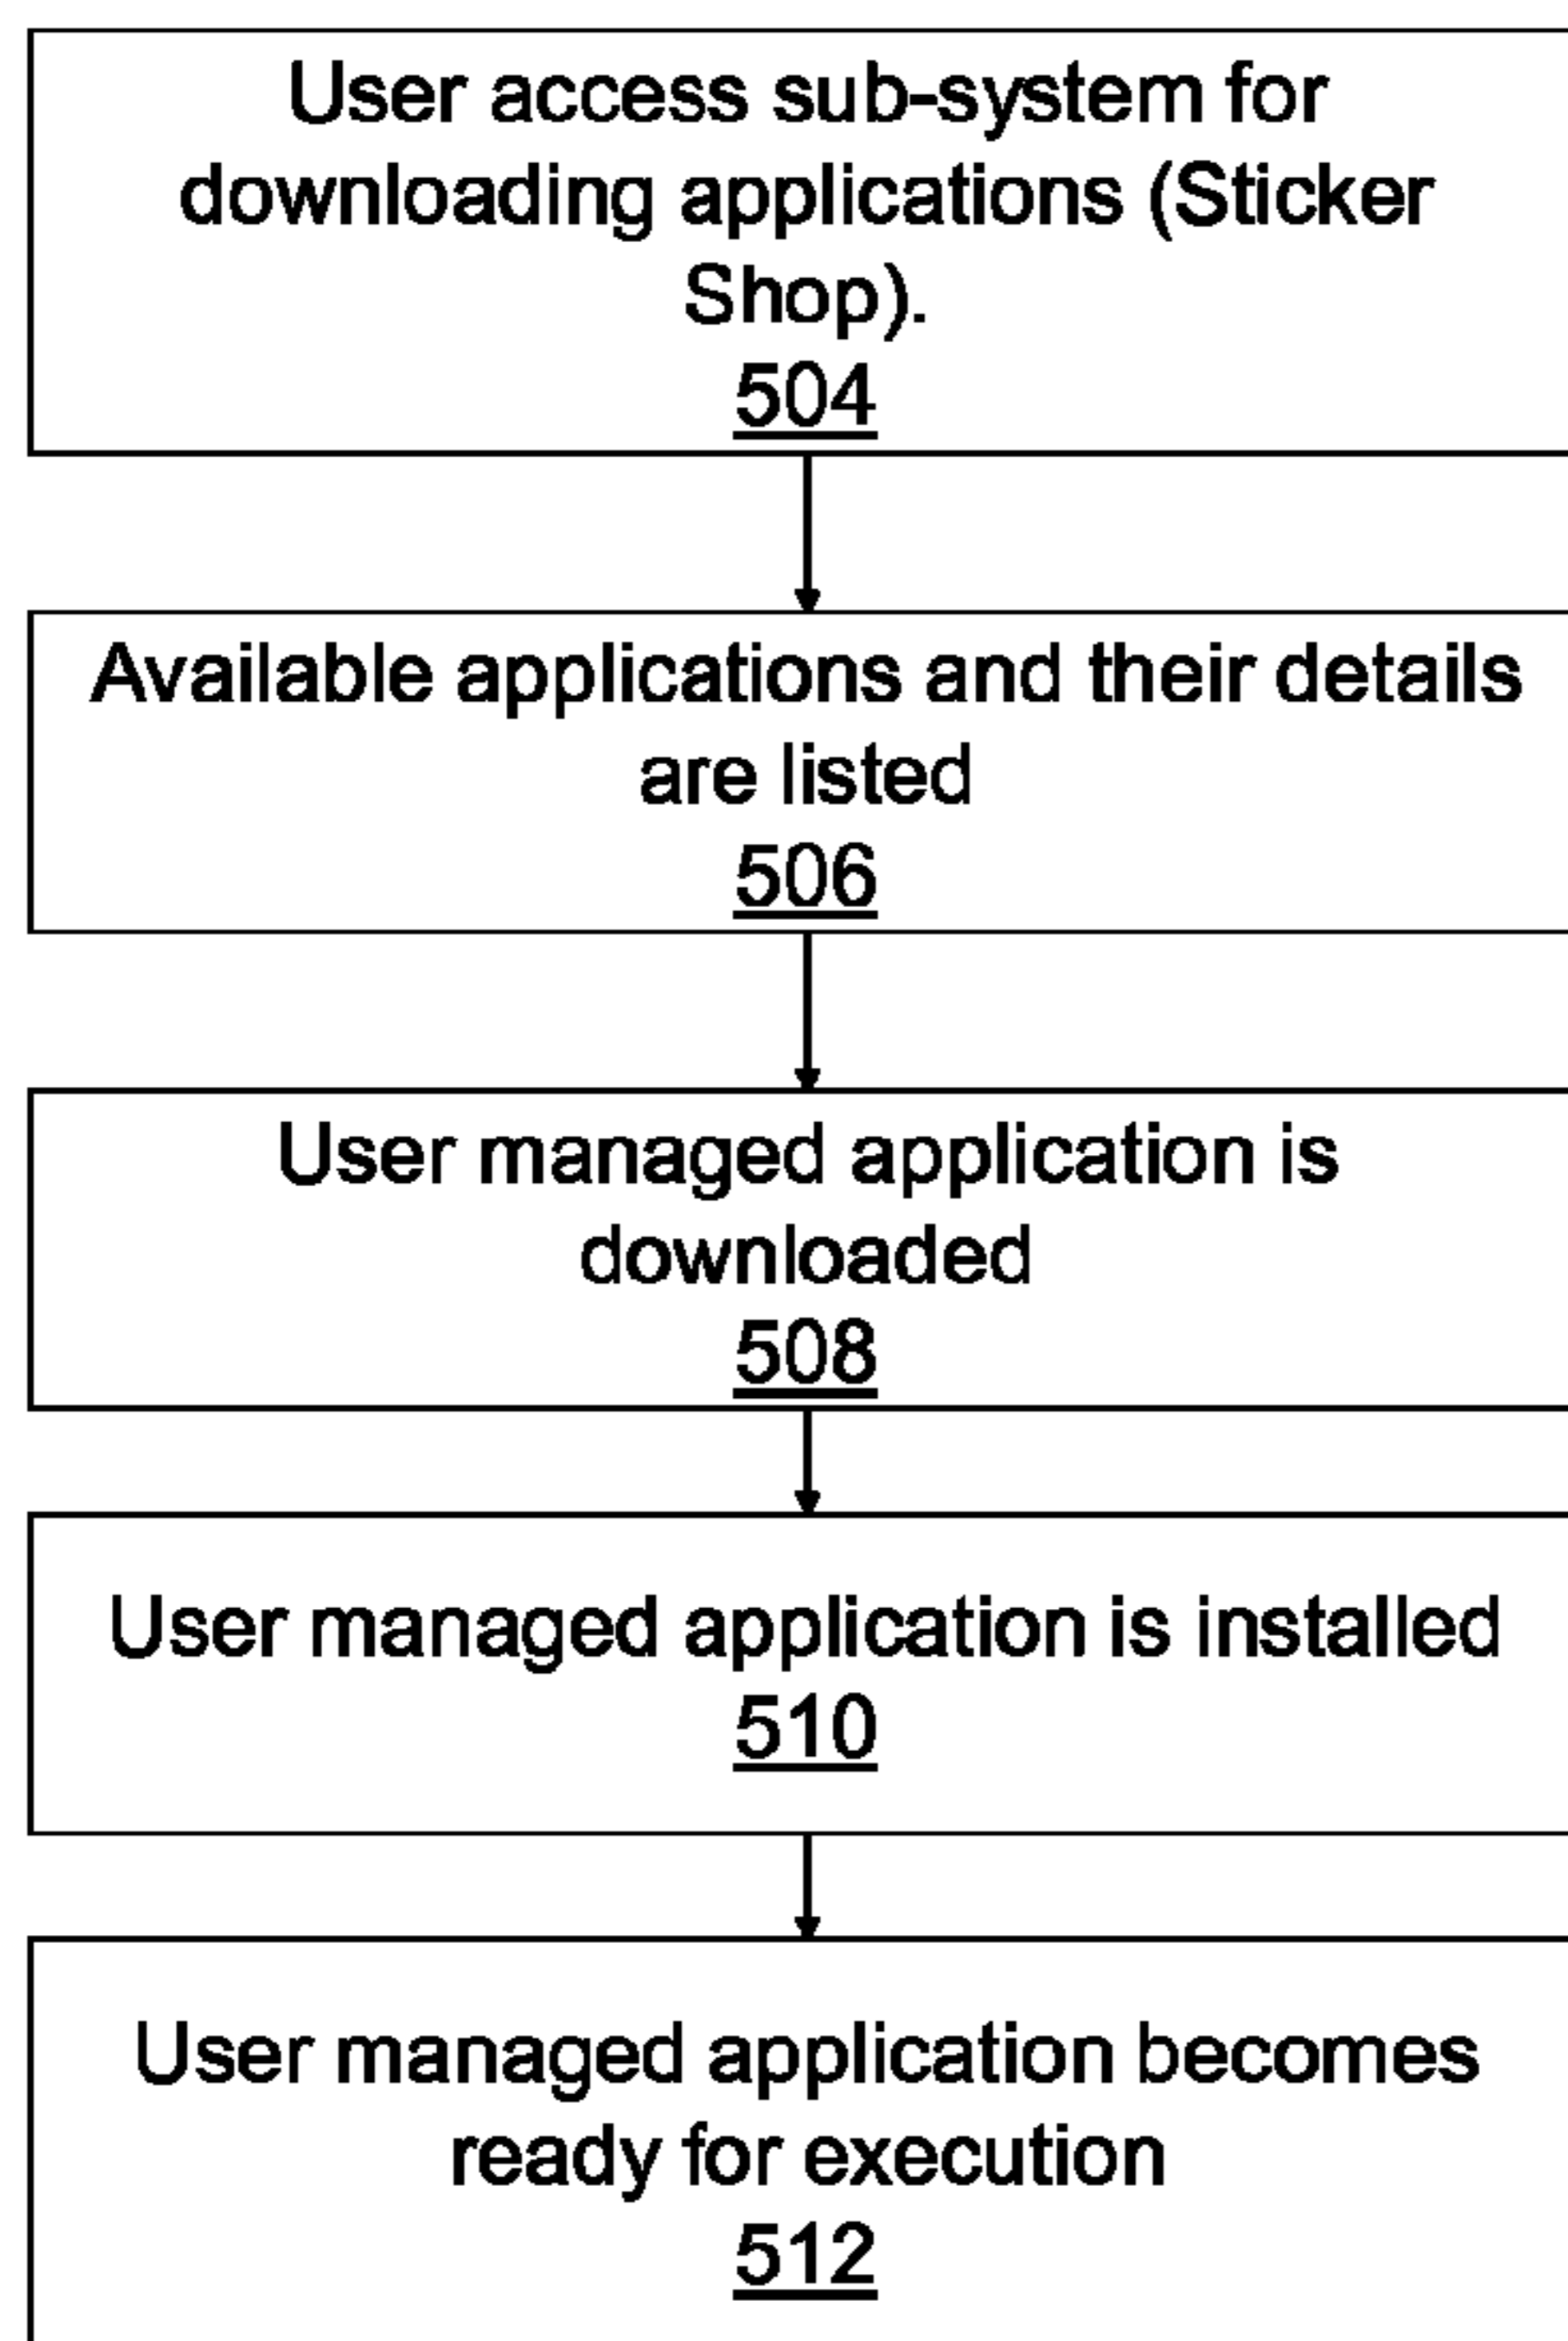 User access sub-system for
downloading applications (Sticker
Shop).
504
Available applications and their details
are listed
506
User managed application is
downloaded
508
User managed application is installed
510
User managed application becomes
ready for execution
512